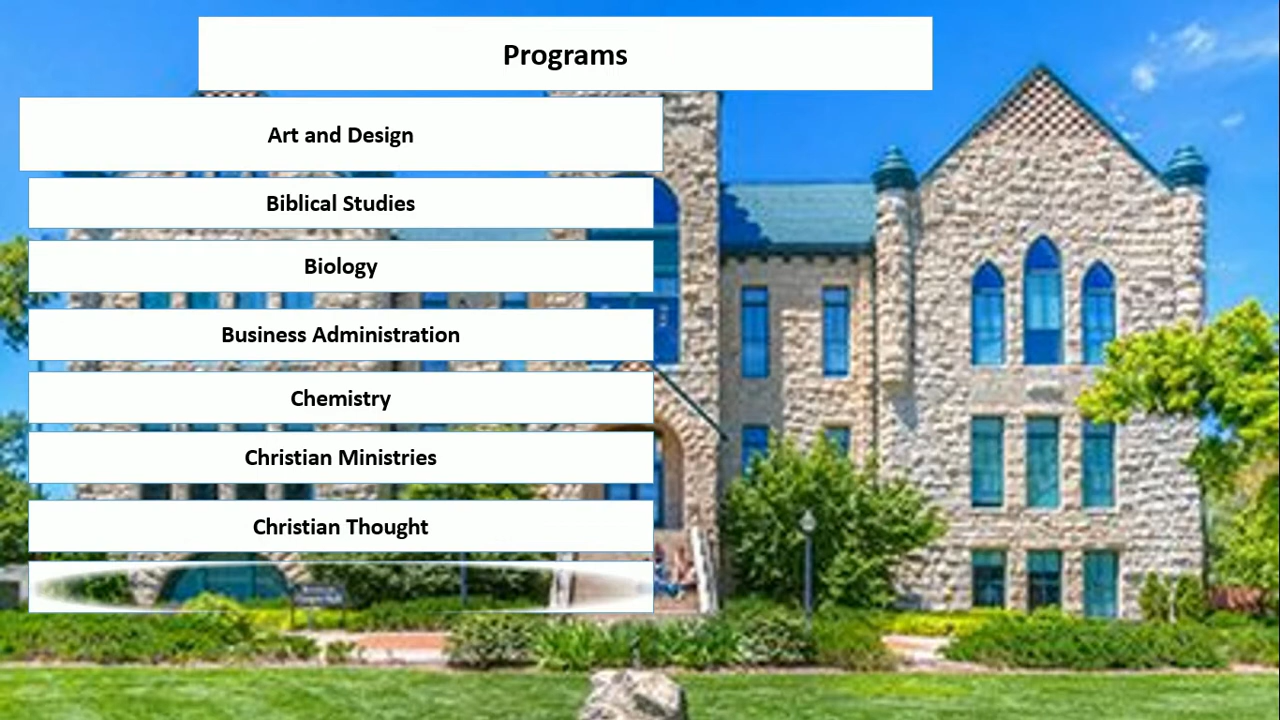 Programs
Art and Design
Biblical Studies
Biology
Business Administration
Chemistry
Christian Ministries
Christian Thought